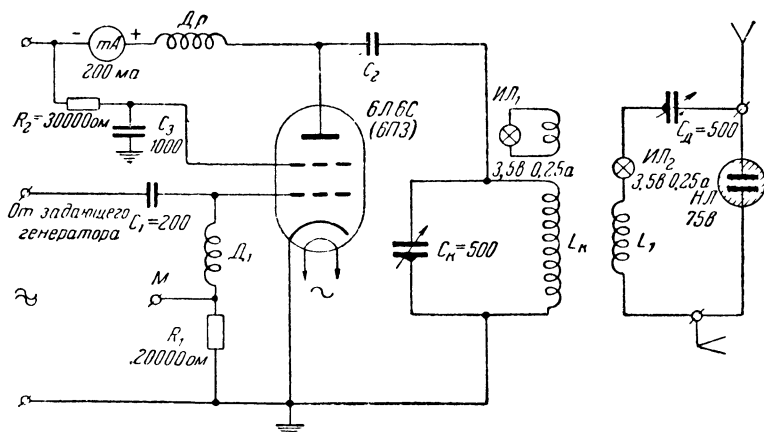 Др
- mA +
200 ма
C₂
R₂=30000ом
C₃
1000
6Л6С
(6П3)
ИЛ₁
3,5в 0,25а
От задающего
генератора
C₁=200
Д₁
М
R₁
20000ом
Cк=500
Lк
Cд=500
ИЛ₂
3,5в 0,25а
НЛ
75в
L₁